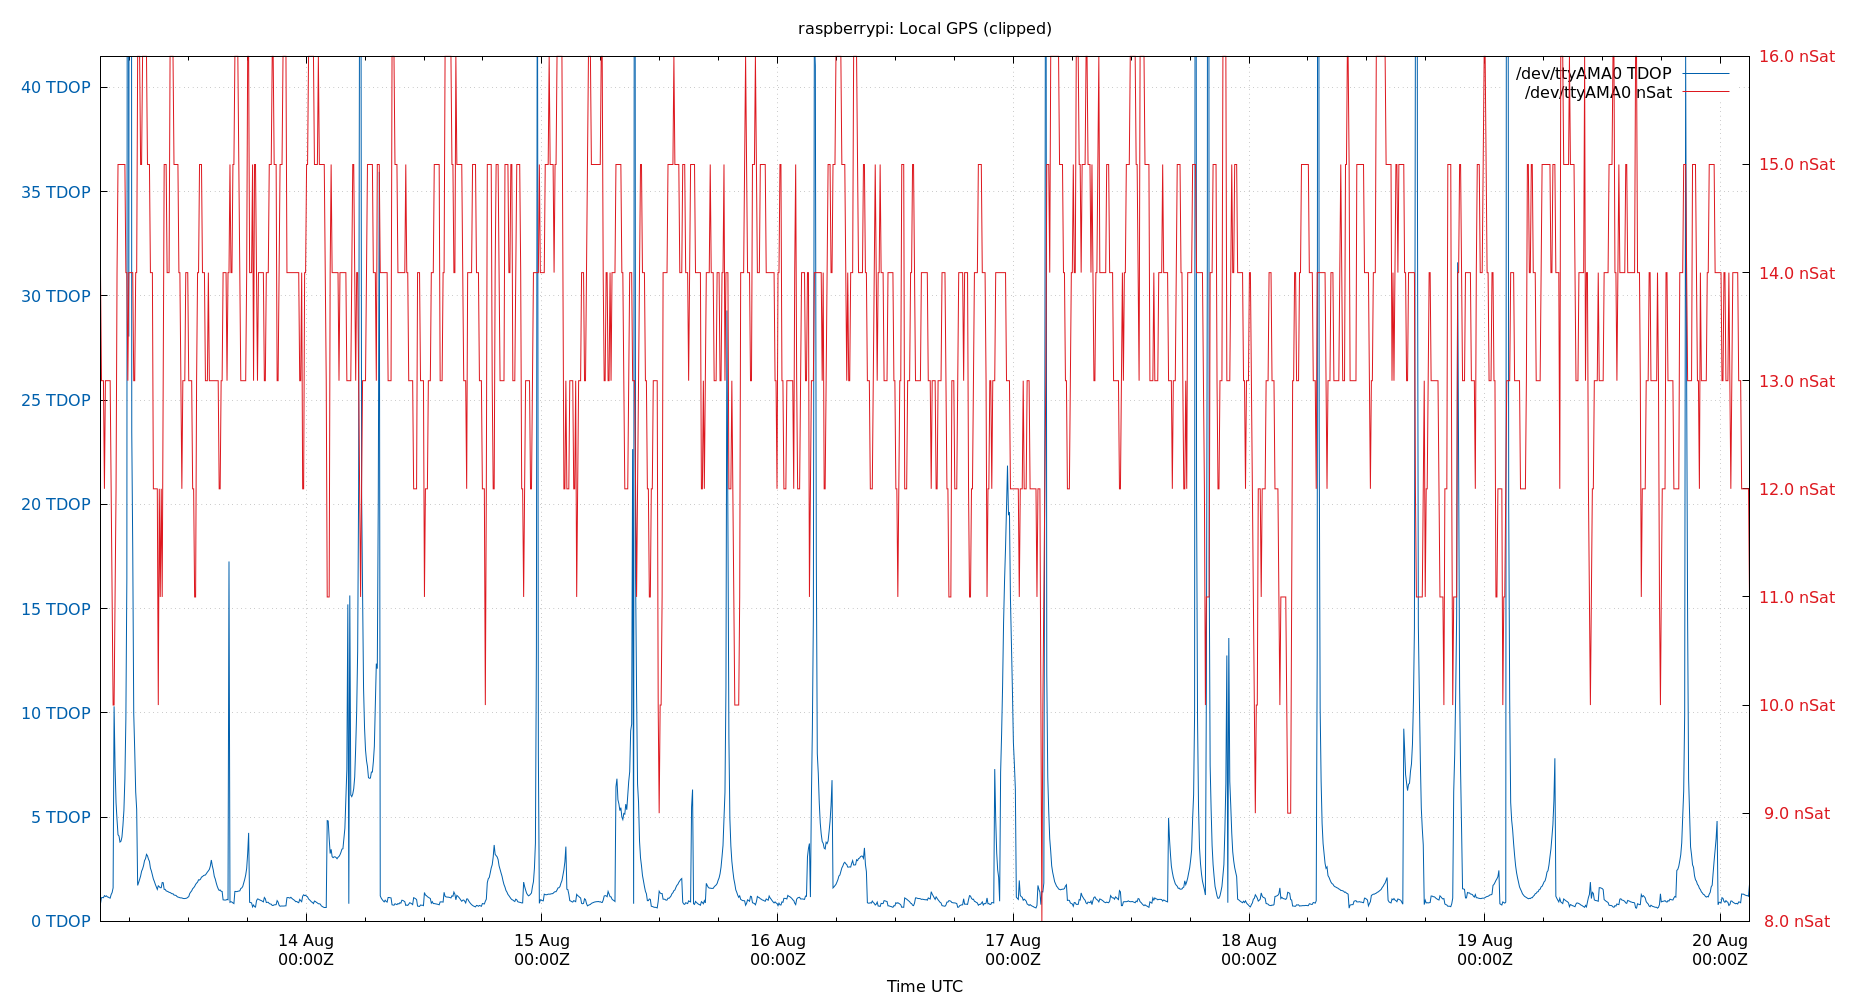 raspberrypi: Local GPS (clipped)
/dev/ttyAMA0 TDOP
/dev/ttyAMA0 nSat
40 TDOP
35 TDOP
30 TDOP
25 TDOP
20 TDOP
15 TDOP
10 TDOP
5 TDOP
0 TDOP
16.0 nSat
15.0 nSat
14.0 nSat
13.0 nSat
12.0 nSat
11.0 nSat
10.0 nSat
9.0 nSat
8.0 nSat
14 Aug
00:00Z
15 Aug
00:00Z
16 Aug
00:00Z
17 Aug
00:00Z
18 Aug
00:00Z
19 Aug
00:00Z
20 Aug
00:00Z
Time UTC